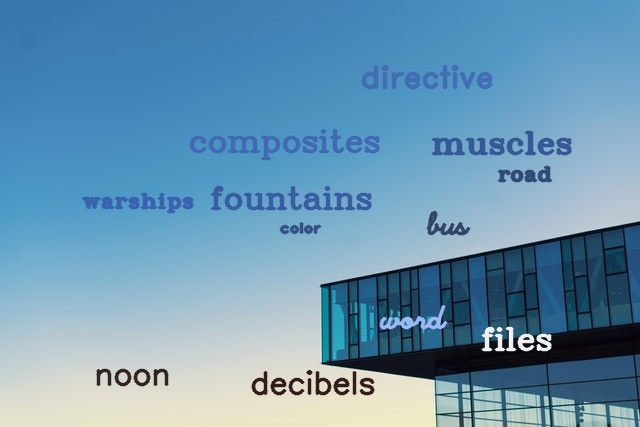 directive
composites muscles
road
warships fountains
color bus
word
files
noon decibels